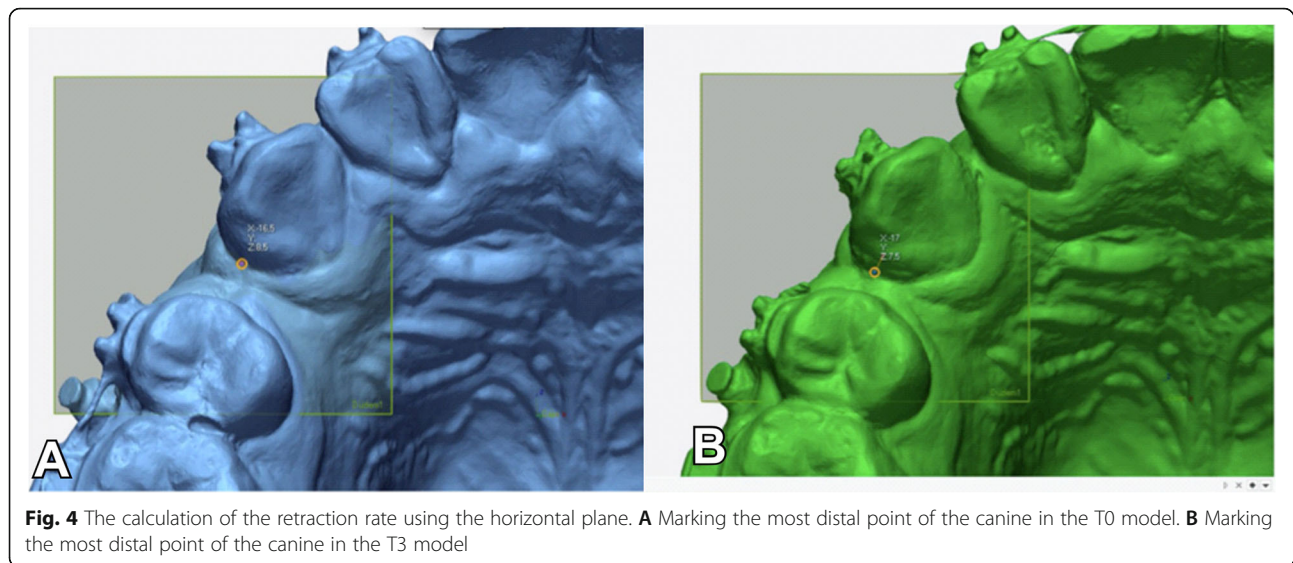 X:-16.5
Y:
Z:8.5
A
X:-17
Y:
Z:7.5
B
Fig. 4 The calculation of the retraction rate using the horizontal plane. A Marking the most distal point of the canine in the T0 model. B Marking
the most distal point of the canine in the T3 model